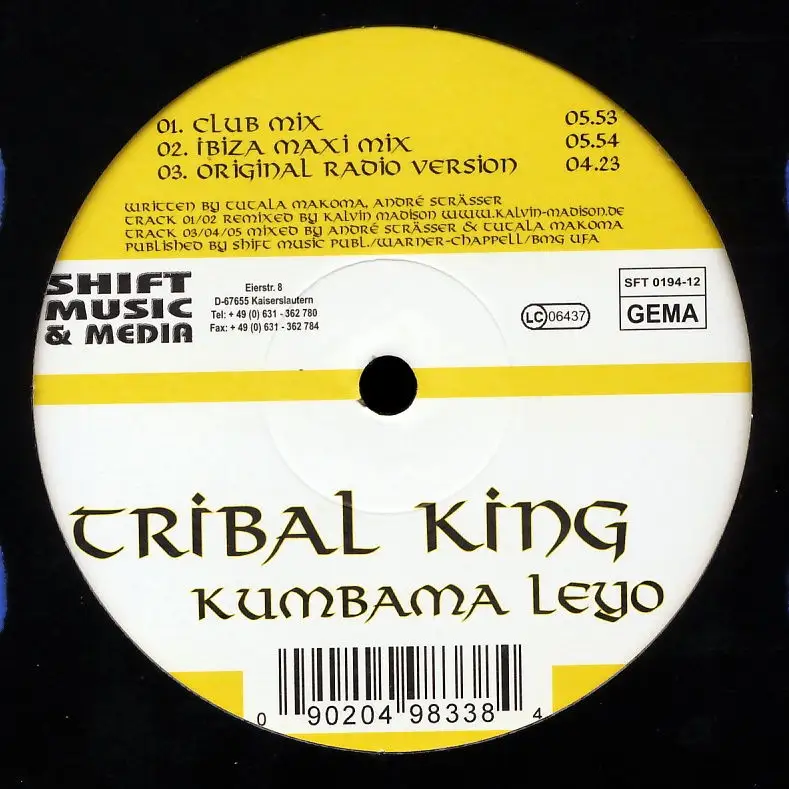 01. CLUB MIX 05.53
02. IBIZA MAXI MIX 05.54
03. ORIGINAL RADIO VERSION 04.23
WRITTEN BY TUTALA MAKOMA, ANDRÉ STRÄSSER
TRACK 01/02 REMIXED BY KALVIN MADISON WWW.KALVIN-MADISON.DE
TRACK 03/04/05 MIXED BY ANDRÉ STRÄSSER & TUTALA MAKOMA
PUBLISHED BY SHIFT MUSIC PUBL./WARNER-CHAPPELL/BMG UFA
SHIFT
MUSIC
& MEDIA
Eierstr. 8
D-67655 Kaiserslautern
Tel: + 49 (0) 631 - 362 780
Fax: + 49 (0) 631 - 362 784
LC 06437
SFT 0194-12
GEMA
TRIBAL KING
KUMBAMA LEYO
0 90204 98338 4